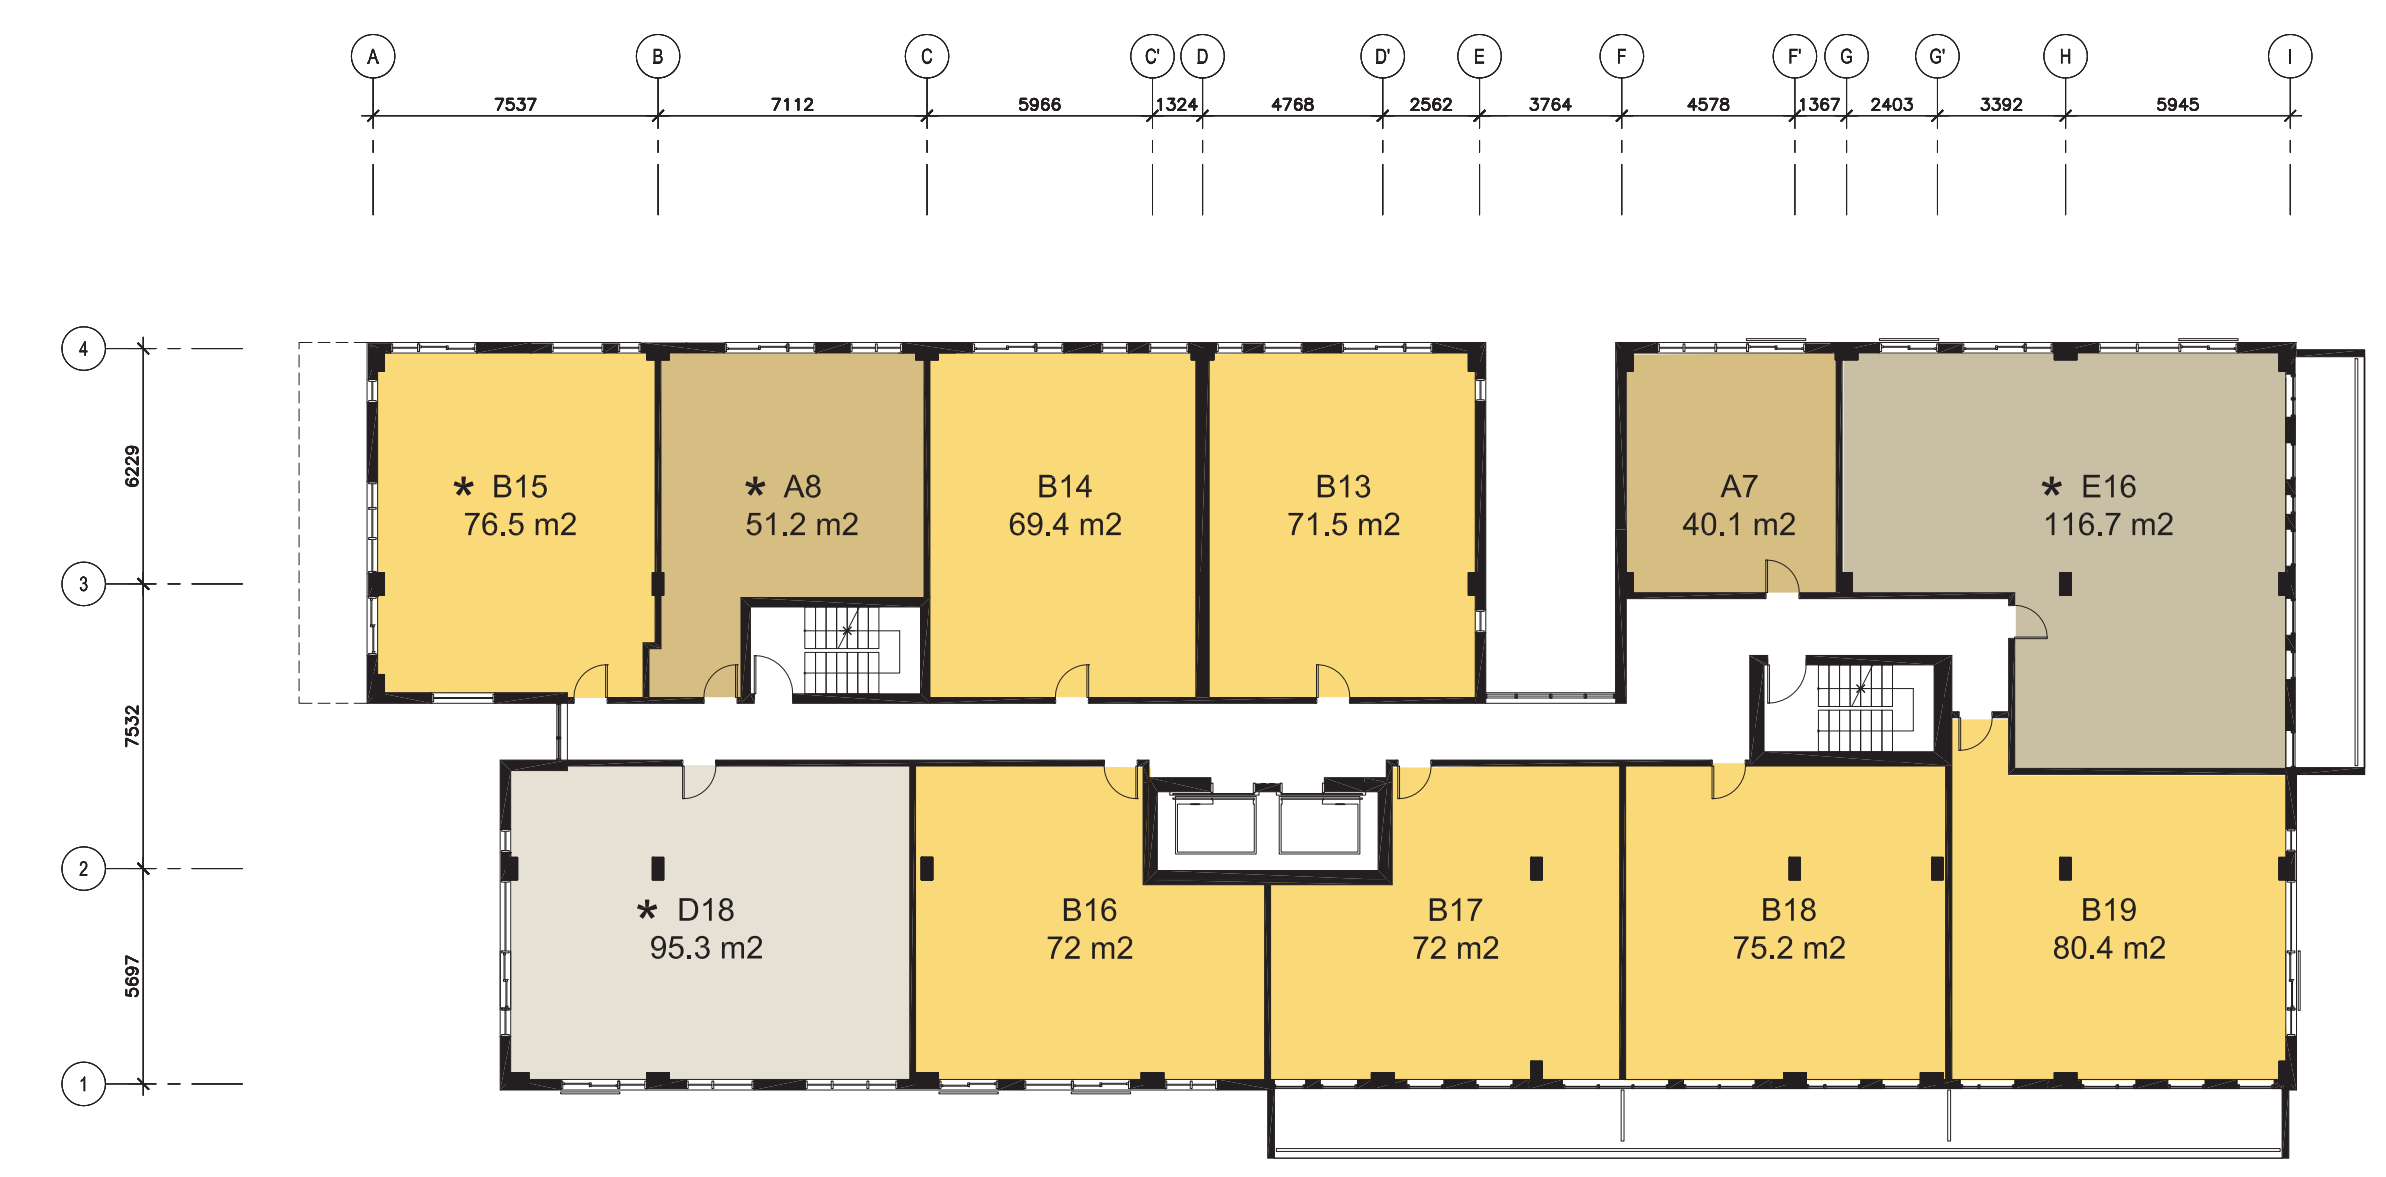 A B C C' D D' E F F' G G' H I
7537 7112 5966 1324 4768 2562 3764 4578 1367 2403 3392 5945
4
6229
* B15
76.5 m2
* A8
51.2 m2
B14
69.4 m2
B13
71.5 m2
A7
40.1 m2
* E16
116.7 m2
3
7532
2
* D18
95.3 m2
B16
72 m2
B17
72 m2
B18
75.2 m2
B19
80.4 m2
5697
1